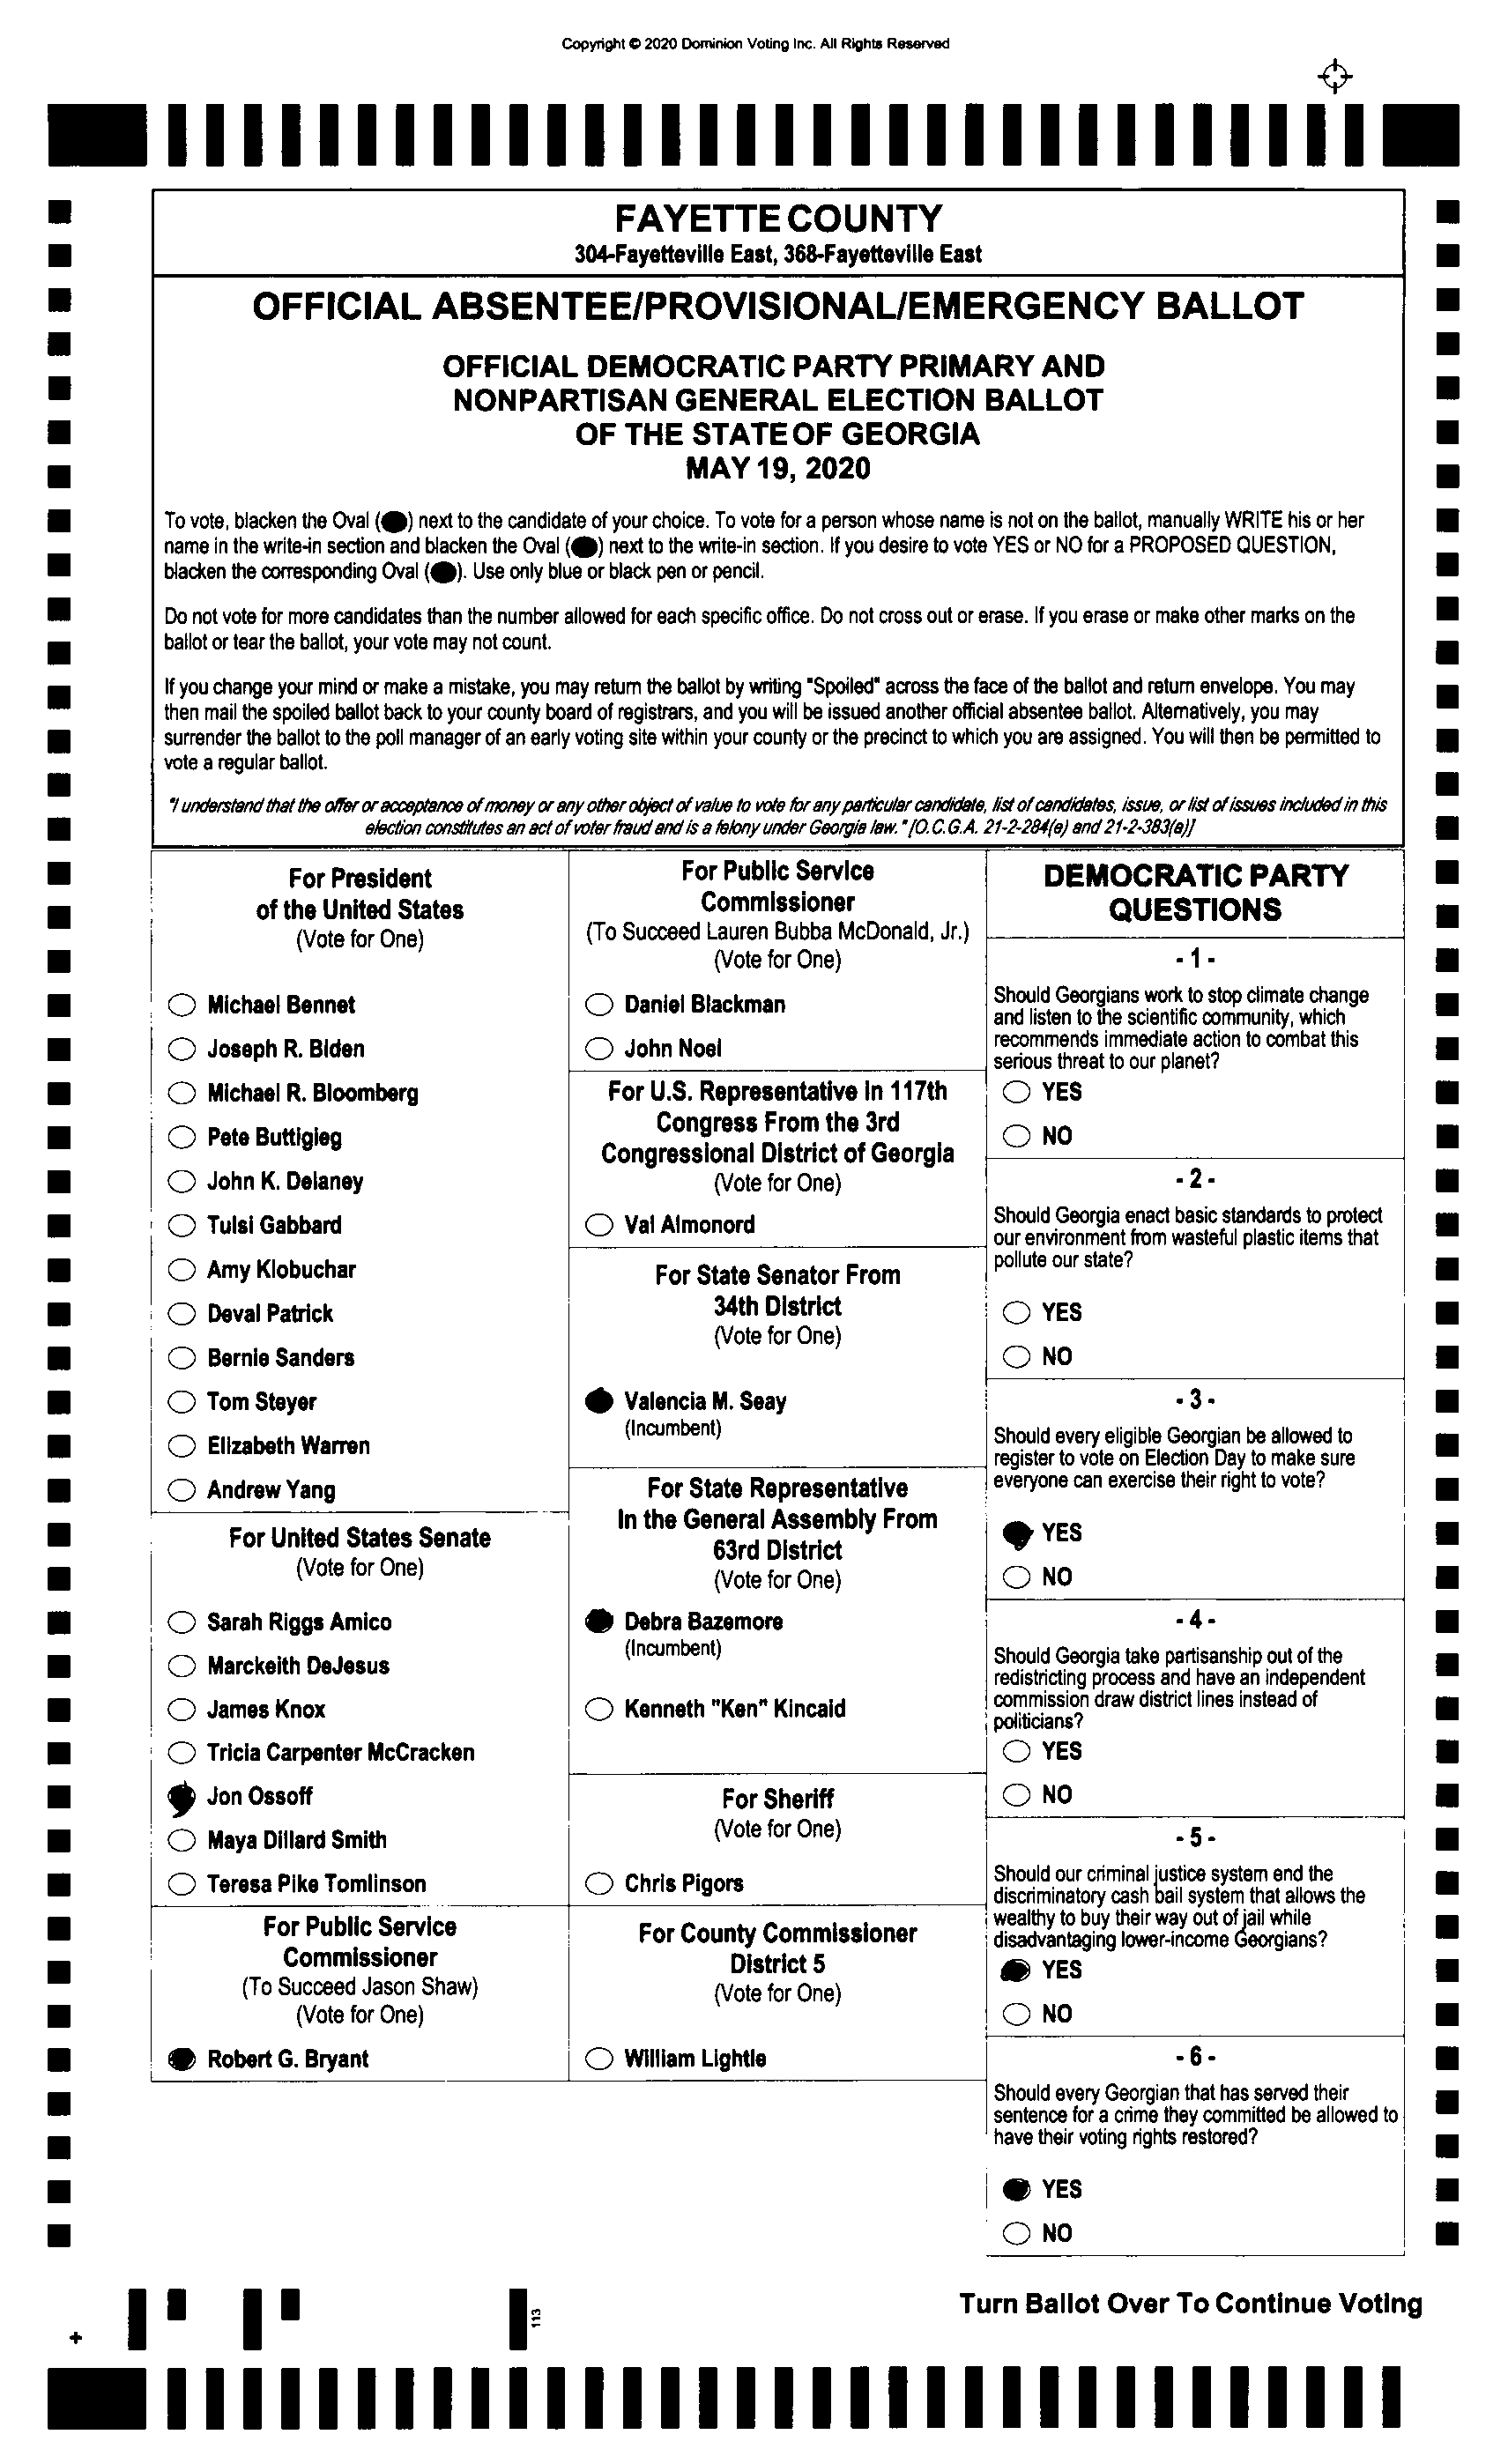 Copyright © 2020 Dominion Voting Inc. All Rights Reserved
FAYETTE COUNTY
304-Fayetteville East, 368-Fayetteville East
OFFICIAL ABSENTEE/PROVISIONAL/EMERGENCY BALLOT
OFFICIAL DEMOCRATIC PARTY PRIMARY AND
NONPARTISAN GENERAL ELECTION BALLOT
OF THE STATE OF GEORGIA
MAY 19, 2020
To vote, blacken the Oval (●) next to the candidate of your choice. To vote for a person whose name is not on the ballot, manually WRITE his or her
name in the write-in section and blacken the Oval (●) next to the write-in section. If you desire to vote YES or NO for a PROPOSED QUESTION,
blacken the corresponding Oval (●). Use only blue or black pen or pencil.
Do not vote for more candidates than the number allowed for each specific office. Do not cross out or erase. If you erase or make other marks on the
ballot or tear the ballot, your vote may not count.
If you change your mind or make a mistake, you may return the ballot by writing "Spoiled" across the face of the ballot and return envelope. You may
then mail the spoiled ballot back to your county board of registrars, and you will be issued another official absentee ballot. Alternatively, you may
surrender the ballot to the poll manager of an early voting site within your county or the precinct to which you are assigned. You will then be permitted to
vote a regular ballot.
"I understand that the offer or acceptance of money or any other object of value to vote for any particular candidate, list of candidates, issue, or list of issues included in this
election constitutes an act of voter fraud and is a felony under Georgia law." [O.C.G.A. 21-2-284(e) and 21-2-383(a)]
For President
of the United States
(Vote for One)
Michael Bennet
Joseph R. Biden
Michael R. Bloomberg
Pete Buttigieg
John K. Delaney
Tulsi Gabbard
Amy Klobuchar
Deval Patrick
Bernie Sanders
Tom Steyer
Elizabeth Warren
Andrew Yang
For United States Senate
(Vote for One)
Sarah Riggs Amico
Marckeith DeJesus
James Knox
Tricia Carpenter McCracken
Jon Ossoff
Maya Dillard Smith
Teresa Pike Tomlinson
For Public Service
Commissioner
(To Succeed Jason Shaw)
(Vote for One)
Robert G. Bryant
For Public Service
Commissioner
(To Succeed Lauren Bubba McDonald, Jr.)
(Vote for One)
Daniel Blackman
John Noel
For U.S. Representative in 117th
Congress From the 3rd
Congressional District of Georgia
(Vote for One)
Val Almonord
For State Senator From
34th District
(Vote for One)
Valencia M. Seay
(Incumbent)
For State Representative
In the General Assembly From
63rd District
(Vote for One)
Debra Bazemore
(Incumbent)
Kenneth "Ken" Kincaid
For Sheriff
(Vote for One)
Chris Pigors
For County Commissioner
District 5
(Vote for One)
William Lightle
DEMOCRATIC PARTY
QUESTIONS
- 1 -
Should Georgians work to stop climate change
and listen to the scientific community, which
recommends immediate action to combat this
serious threat to our planet?
YES
NO
- 2 -
Should Georgia enact basic standards to protect
our environment from wasteful plastic items that
pollute our state?
YES
NO
- 3 -
Should every eligible Georgian be allowed to
register to vote on Election Day to make sure
everyone can exercise their right to vote?
YES
NO
- 4 -
Should Georgia take partisanship out of the
redistricting process and have an independent
commission draw district lines instead of
politicians?
YES
NO
- 5 -
Should our criminal justice system end the
discriminatory cash bail system that allows the
wealthy to buy their way out of jail while
disadvantaging lower-income Georgians?
YES
NO
- 6 -
Should every Georgian that has served their
sentence for a crime they committed be allowed to
have their voting rights restored?
YES
NO
113
Turn Ballot Over To Continue Voting